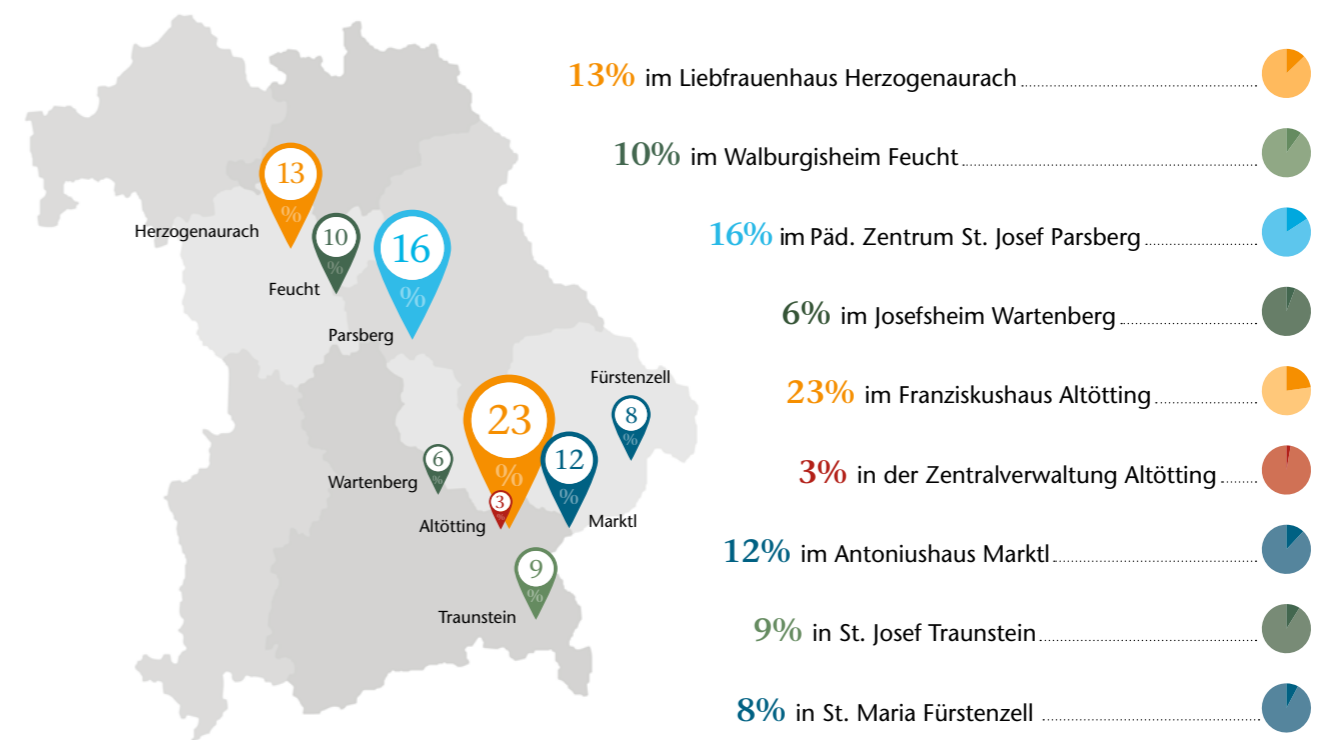 13
%
Herzogenaurach
10
%
Feucht
16
%
Parsberg
Fürstenzell
8
%
23
%
12
%
6
%
Wartenberg
3
%
Altötting
Marktl
9
%
Traunstein
13% im Liebfrauenhaus Herzogenaurach
10% im Walburgisheim Feucht
16% im Päd. Zentrum St. Josef Parsberg
6% im Josefsheim Wartenberg
23% im Franziskushaus Altötting
3% in der Zentralverwaltung Altötting
12% im Antoniushaus Marktl
9% in St. Josef Traunstein
8% in St. Maria Fürstenzell